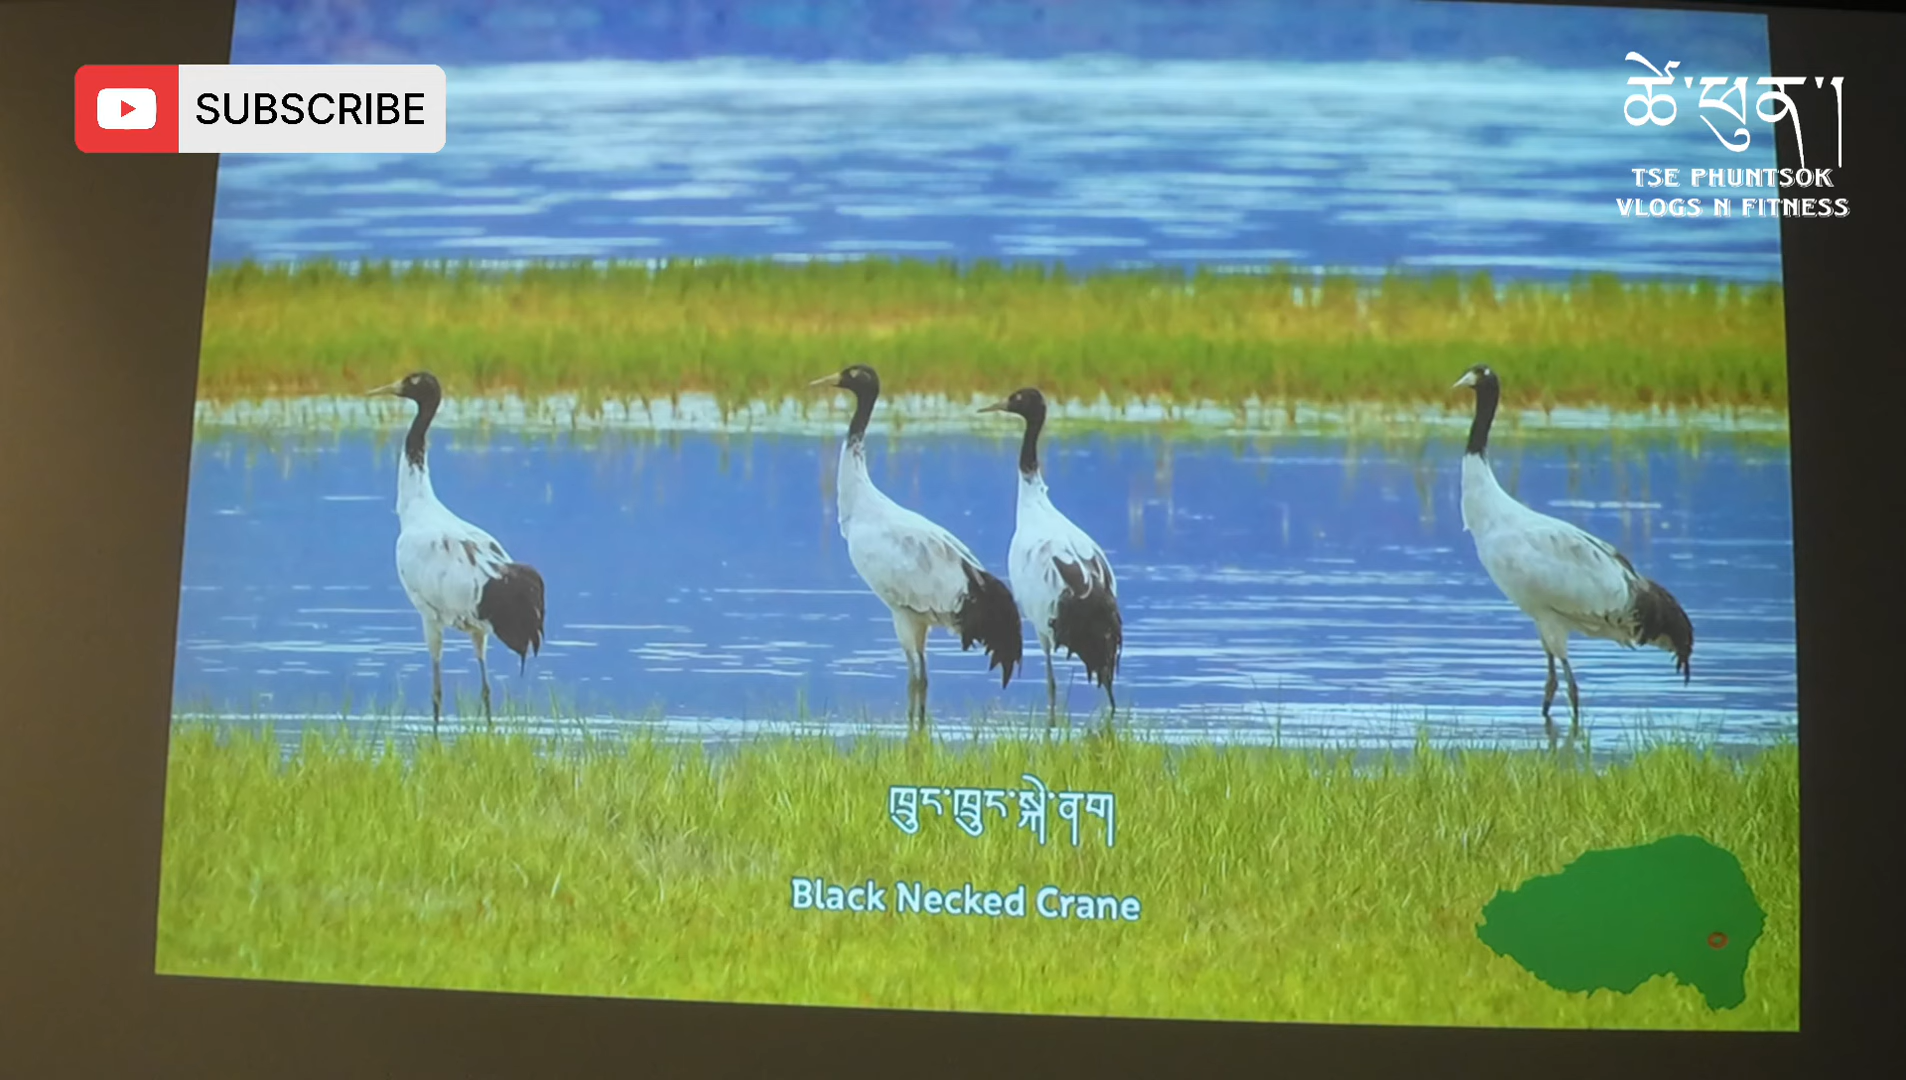 SUBSCRIBE
ཚེ་ཕུན་།
TSE PHUNTSOK
VLOGS N FITNESS
ཁྲུང་ཁྲུང་སྐེ་ནག
Black Necked Crane